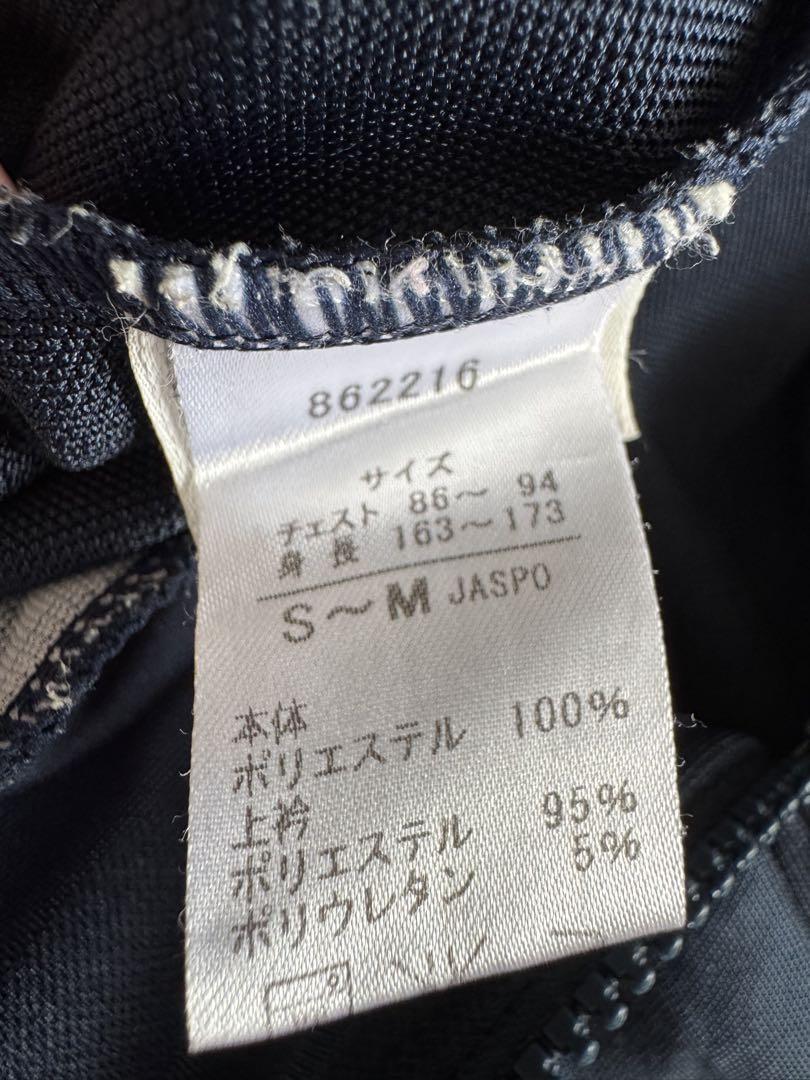 862216
サイズ
チェスト 86～ 94
身 長 163～173
S～M JASPO
本体
ポリエステル 100%
上衿
ポリエステル 95%
ポリウレタン 5%